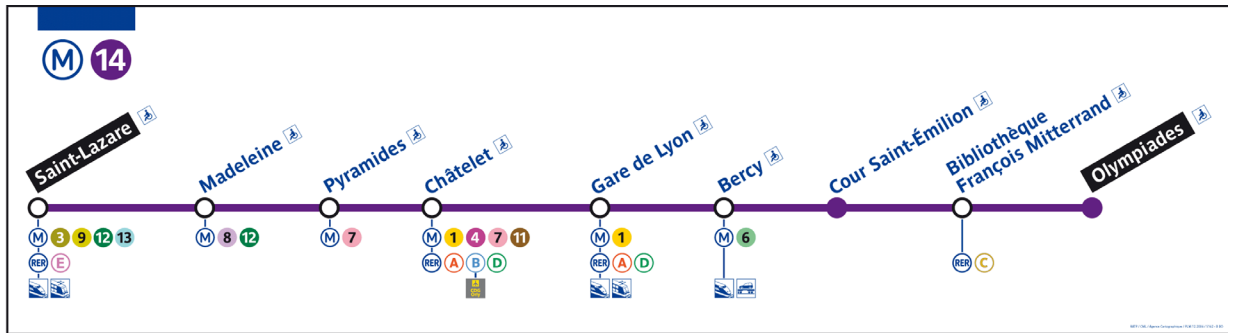 M 14
Saint-Lazare
Madeleine
Pyramides
Châtelet
Gare de Lyon
Bercy
Cour Saint-Émilion
Bibliothèque
François Mitterrand
Olympiades
M 3 9 12 13
M 8 12
M 7
M 1 4 7 11
M 1
M 6
RER E
RER A B D
RER A D
RER C